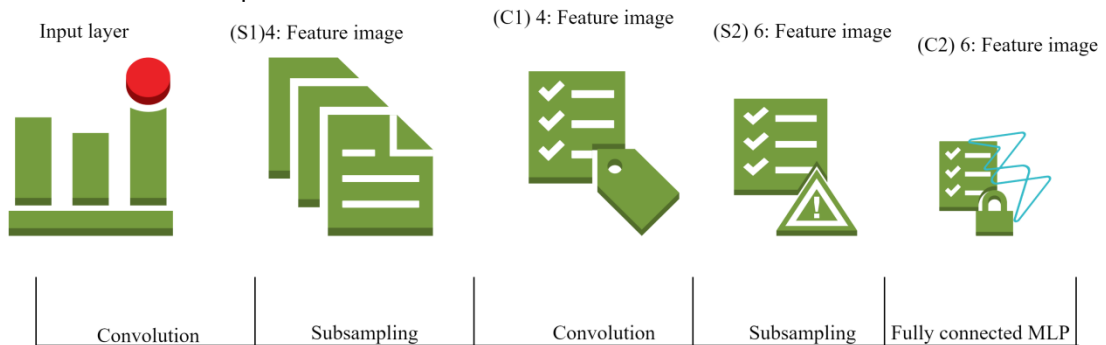 Input layer
(S1)4: Feature image
(C1) 4: Feature image
(S2) 6: Feature image
(C2) 6: Feature image
Convolution
Subsampling
Convolution
Subsampling
Fully connected MLP